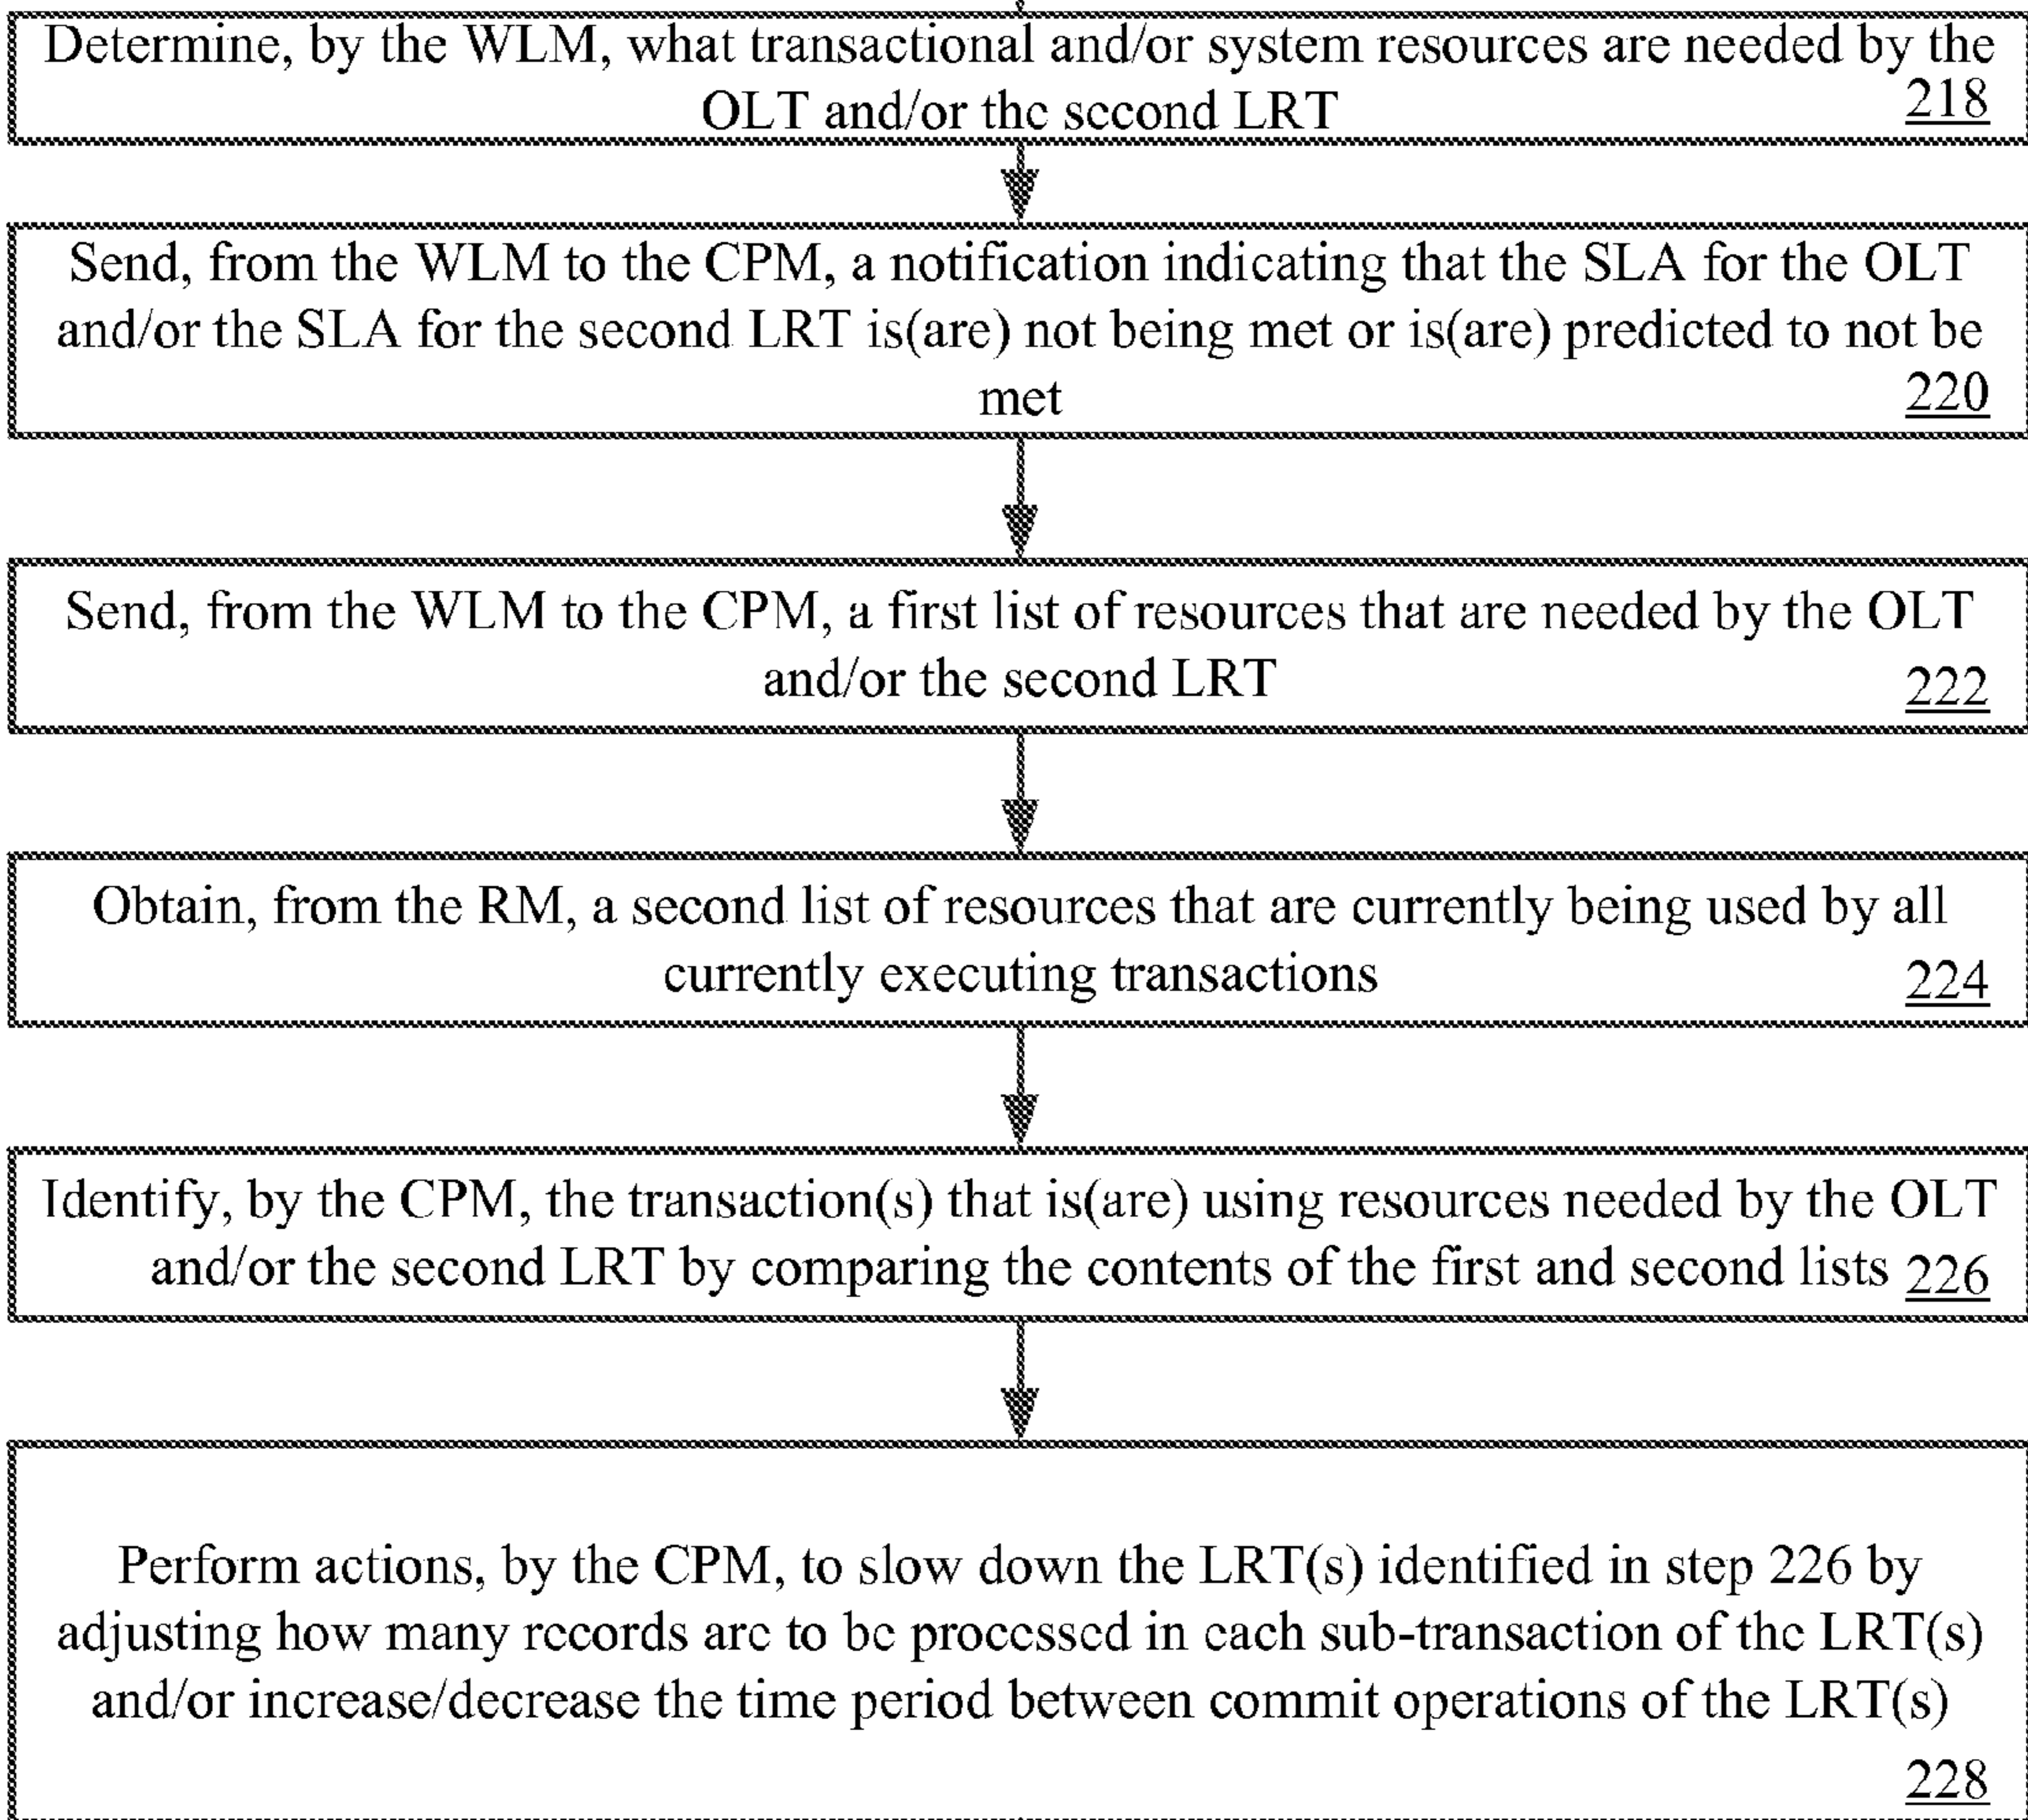 Determine, by the WLM, what transactional and/or system resources are needed by the
OLT and/or the second LRT
218
Send, from the WLM to the CPM, a notification indicating that the SLA for the OLT
and/or the SLA for the second LRT is(are) not being met or is(are) predicted to not be
met
220
Send, from the WLM to the CPM, a first list of resources that are needed by the OLT
and/or the second LRT
222
Obtain, from the RM, a second list of resources that are currently being used by all
currently executing transactions
224
Identify, by the CPM, the transaction(s) that is(are) using resources needed by the OLT
and/or the second LRT by comparing the contents of the first and second lists 226
Perform actions, by the CPM, to slow down the LRT(s) identified in step 226 by
adjusting how many records are to be processed in each sub-transaction of the LRT(s)
and/or increase/decrease the time period between commit operations of the LRT(s)
228